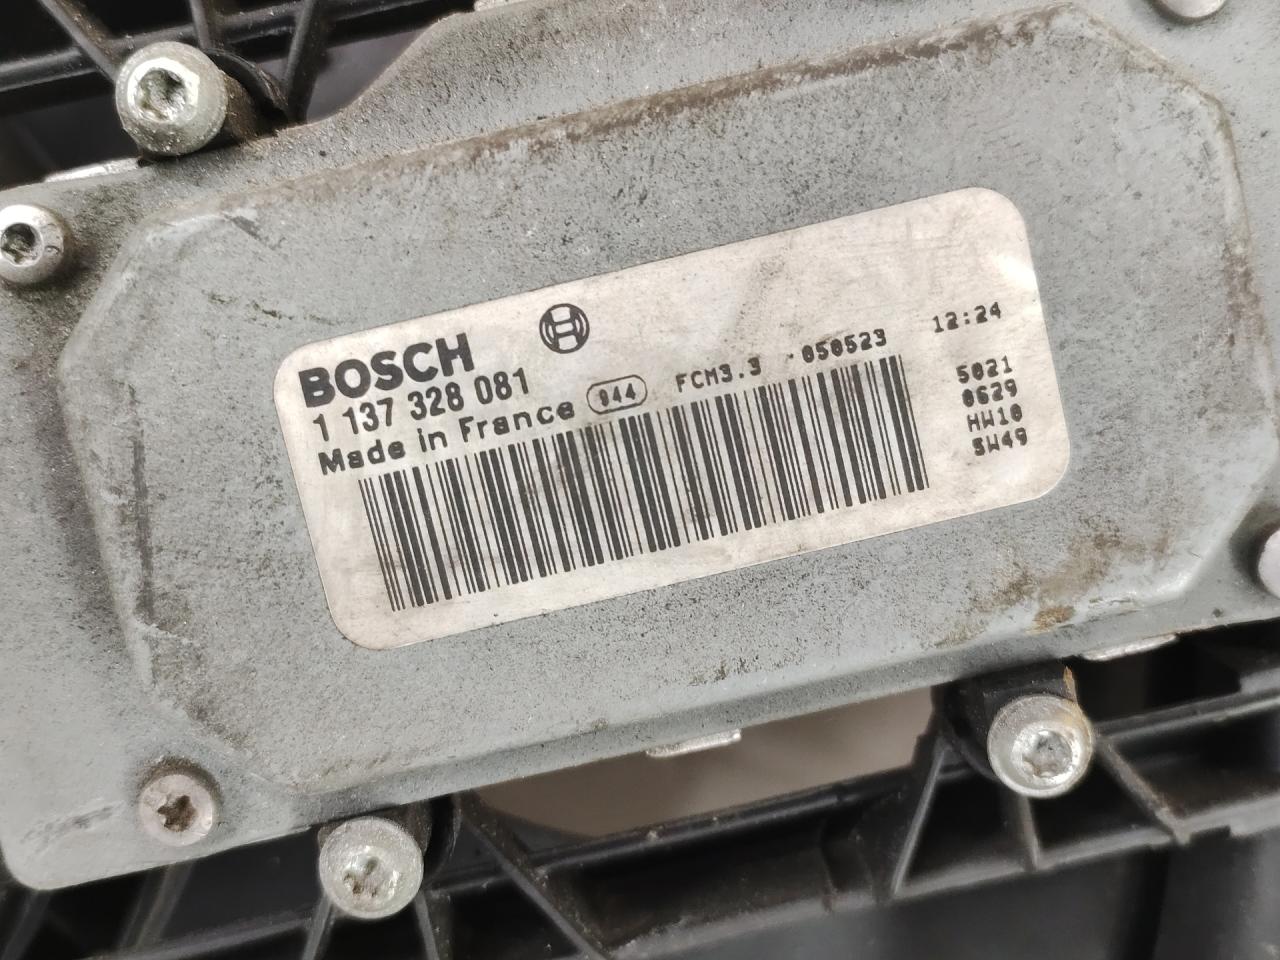 BOSCH
1 137 328 081
Made in France 944 FCM3.3 050523 12:24
5021
0629
HW10
SW49